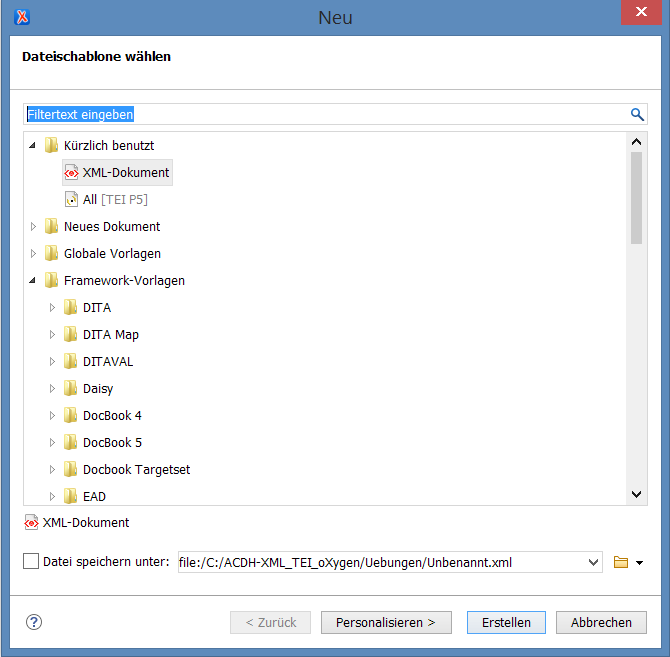 Neu
Dateischablone wählen
Filtertext eingeben
Kürzlich benutzt
XML-Dokument
All [TEI P5]
Neues Dokument
Globale Vorlagen
Framework-Vorlagen
DITA
DITA Map
DITAVAL
Daisy
DocBook 4
DocBook 5
Docbook Targetset
EAD
XML-Dokument
Datei speichern unter: file:/C:/ACDH-XML_TEI_oXygen/Uebungen/Unbenannt.xml
? < Zurück Personalisieren > Erstellen Abbrechen